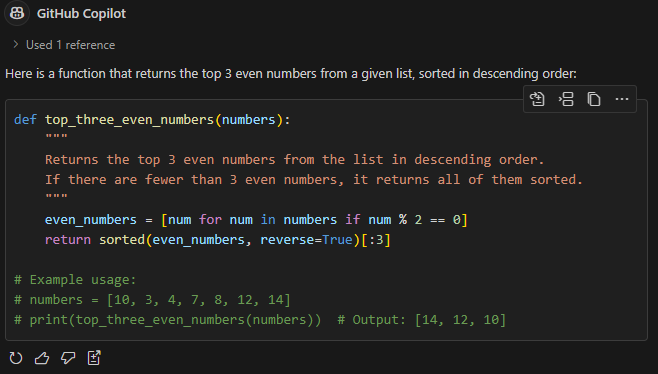 GitHub Copilot
Used 1 reference
Here is a function that returns the top 3 even numbers from a given list, sorted in descending order:
def top_three_even_numbers(numbers):
    """
    Returns the top 3 even numbers from the list in descending order.
    If there are fewer than 3 even numbers, it returns all of them sorted.
    """
    even_numbers = [num for num in numbers if num % 2 == 0]
    return sorted(even_numbers, reverse=True)[:3]

# Example usage:
# numbers = [10, 3, 4, 7, 8, 12, 14]
# print(top_three_even_numbers(numbers))  # Output: [14, 12, 10]